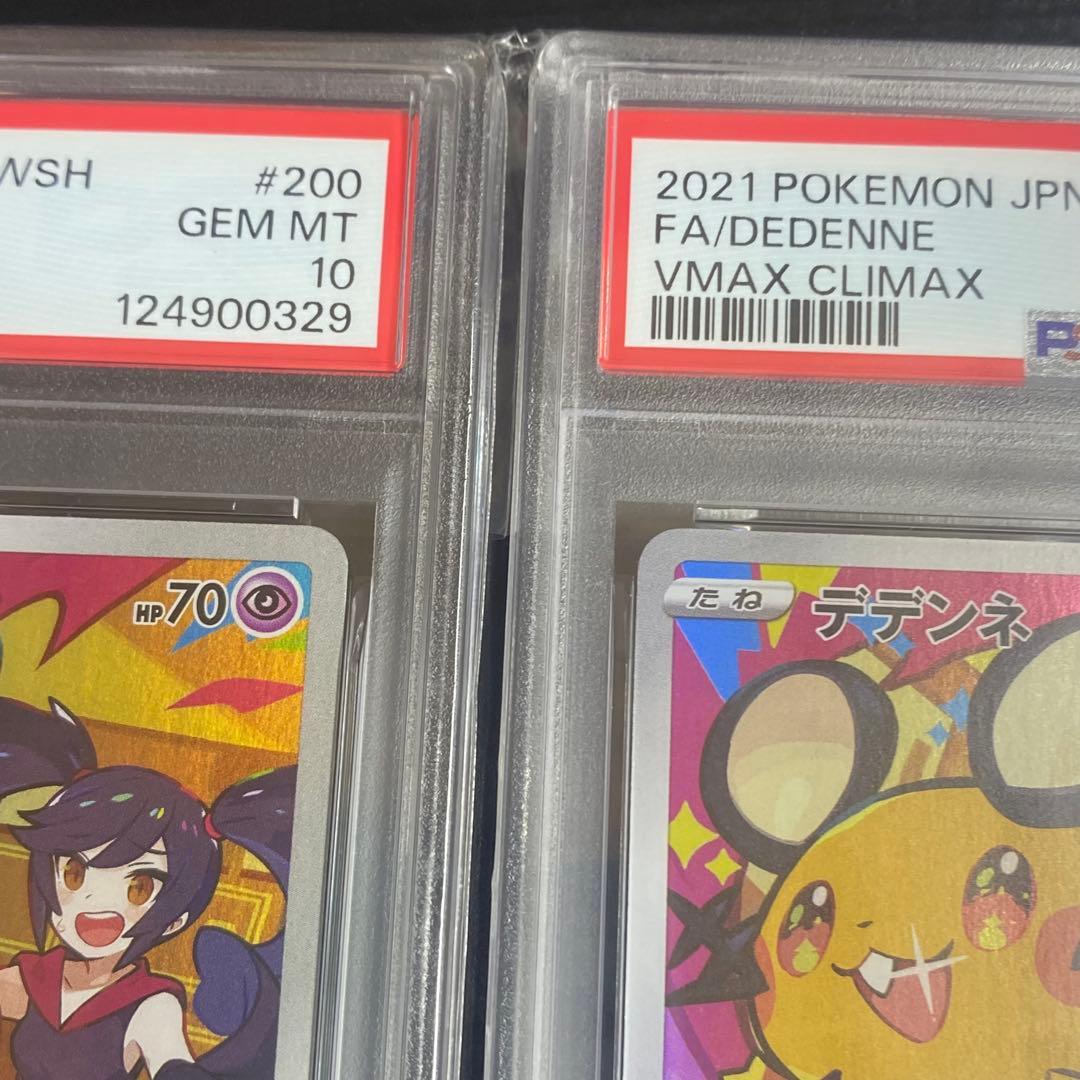 WSH #200
GEM MT
10
124900329
2021 POKEMON JPN
FA/DEDENNE
VMAX CLIMAX
HP70
たね デデンネ